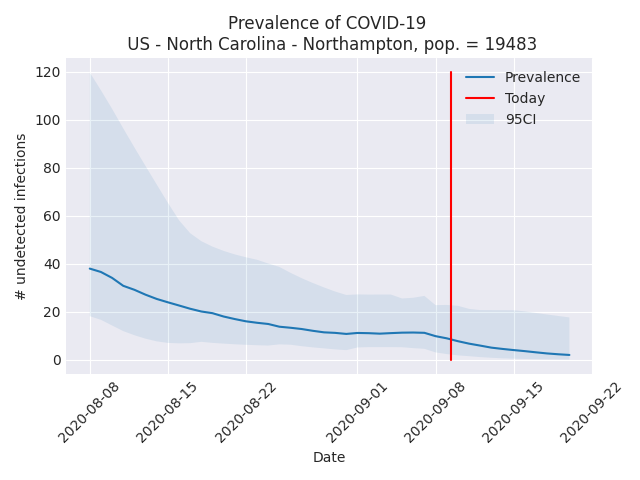 Prevalence of COVID-19
US - North Carolina - Northampton, pop. = 19483
120
100
80
60
40
20
0
# undetected infections
Prevalence
Today
95CI
2020-08-08
2020-08-15
2020-08-22
2020-09-01
2020-09-08
2020-09-15
2020-09-22
Date